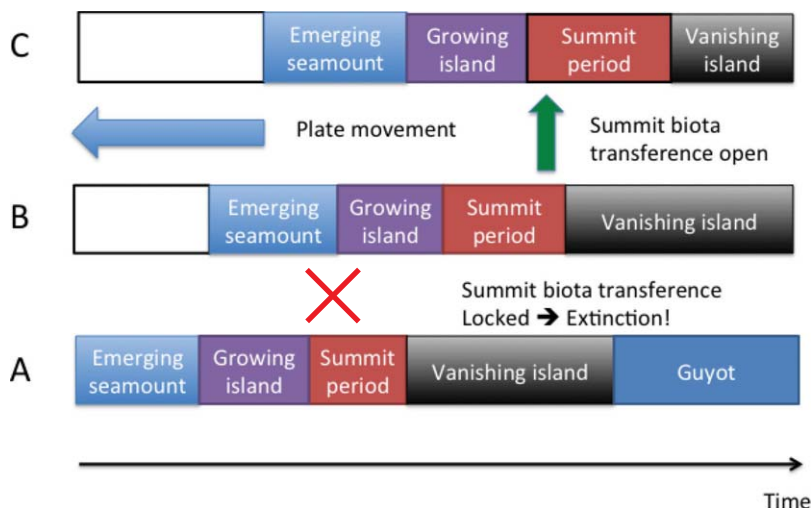 C
Emerging
seamount
Growing
island
Summit
period
Vanishing
island
Plate movement
Summit biota
transference open
B
Emerging
seamount
Growing
island
Summit
period
Vanishing island
Summit biota transference
Locked ➔ Extinction!
A
Emerging
seamount
Growing
island
Summit
period
Vanishing island
Guyot
Time